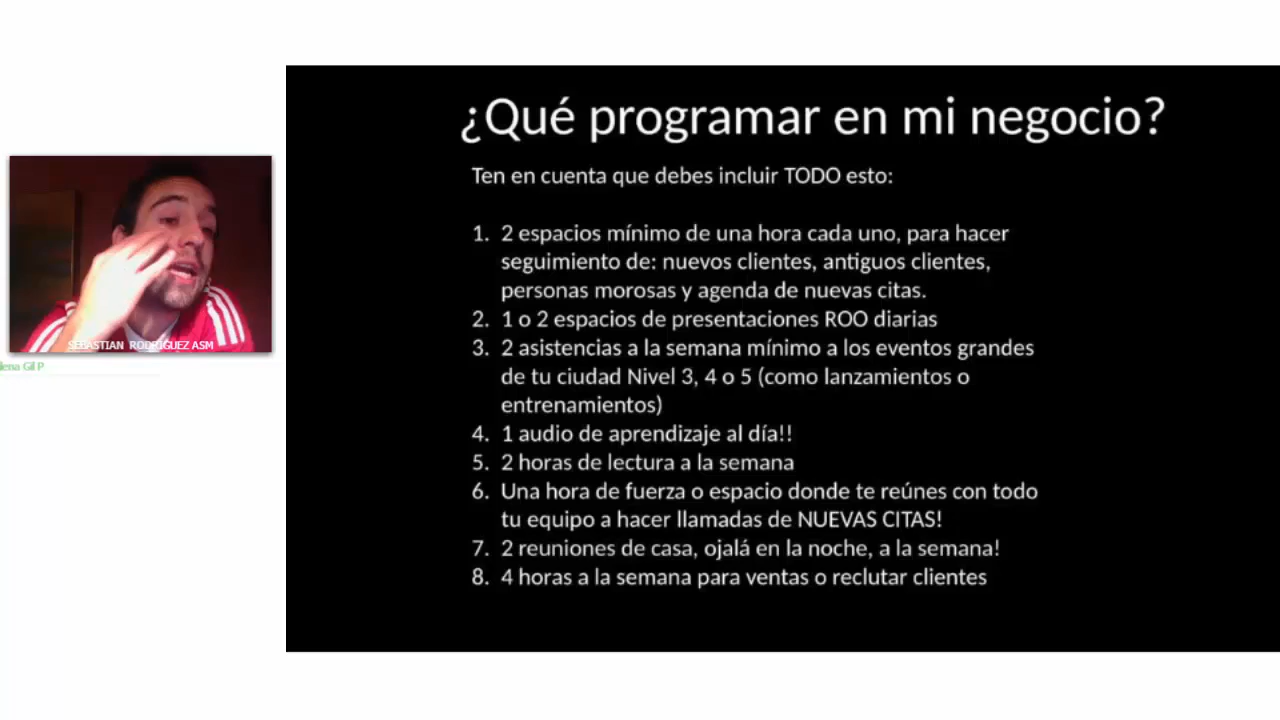 ¿Qué programar en mi negocio?
Ten en cuenta que debes incluir TODO esto:
1. 2 espacios mínimo de una hora cada uno, para hacer
seguimiento de: nuevos clientes, antiguos clientes,
personas morosas y agenda de nuevas citas.
2. 1 o 2 espacios de presentaciones ROO diarias
3. 2 asistencias a la semana mínimo a los eventos grandes
de tu ciudad Nivel 3, 4 o 5 (como lanzamientos o
entrenamientos)
4. 1 audio de aprendizaje al día!!
5. 2 horas de lectura a la semana
6. Una hora de fuerza o espacio donde te reúnes con todo
tu equipo a hacer llamadas de NUEVAS CITAS!
7. 2 reuniones de casa, ojalá en la noche, a la semana!
8. 4 horas a la semana para ventas o reclutar clientes
SEBASTIAN RODRIGUEZ ASM
lena Gil P